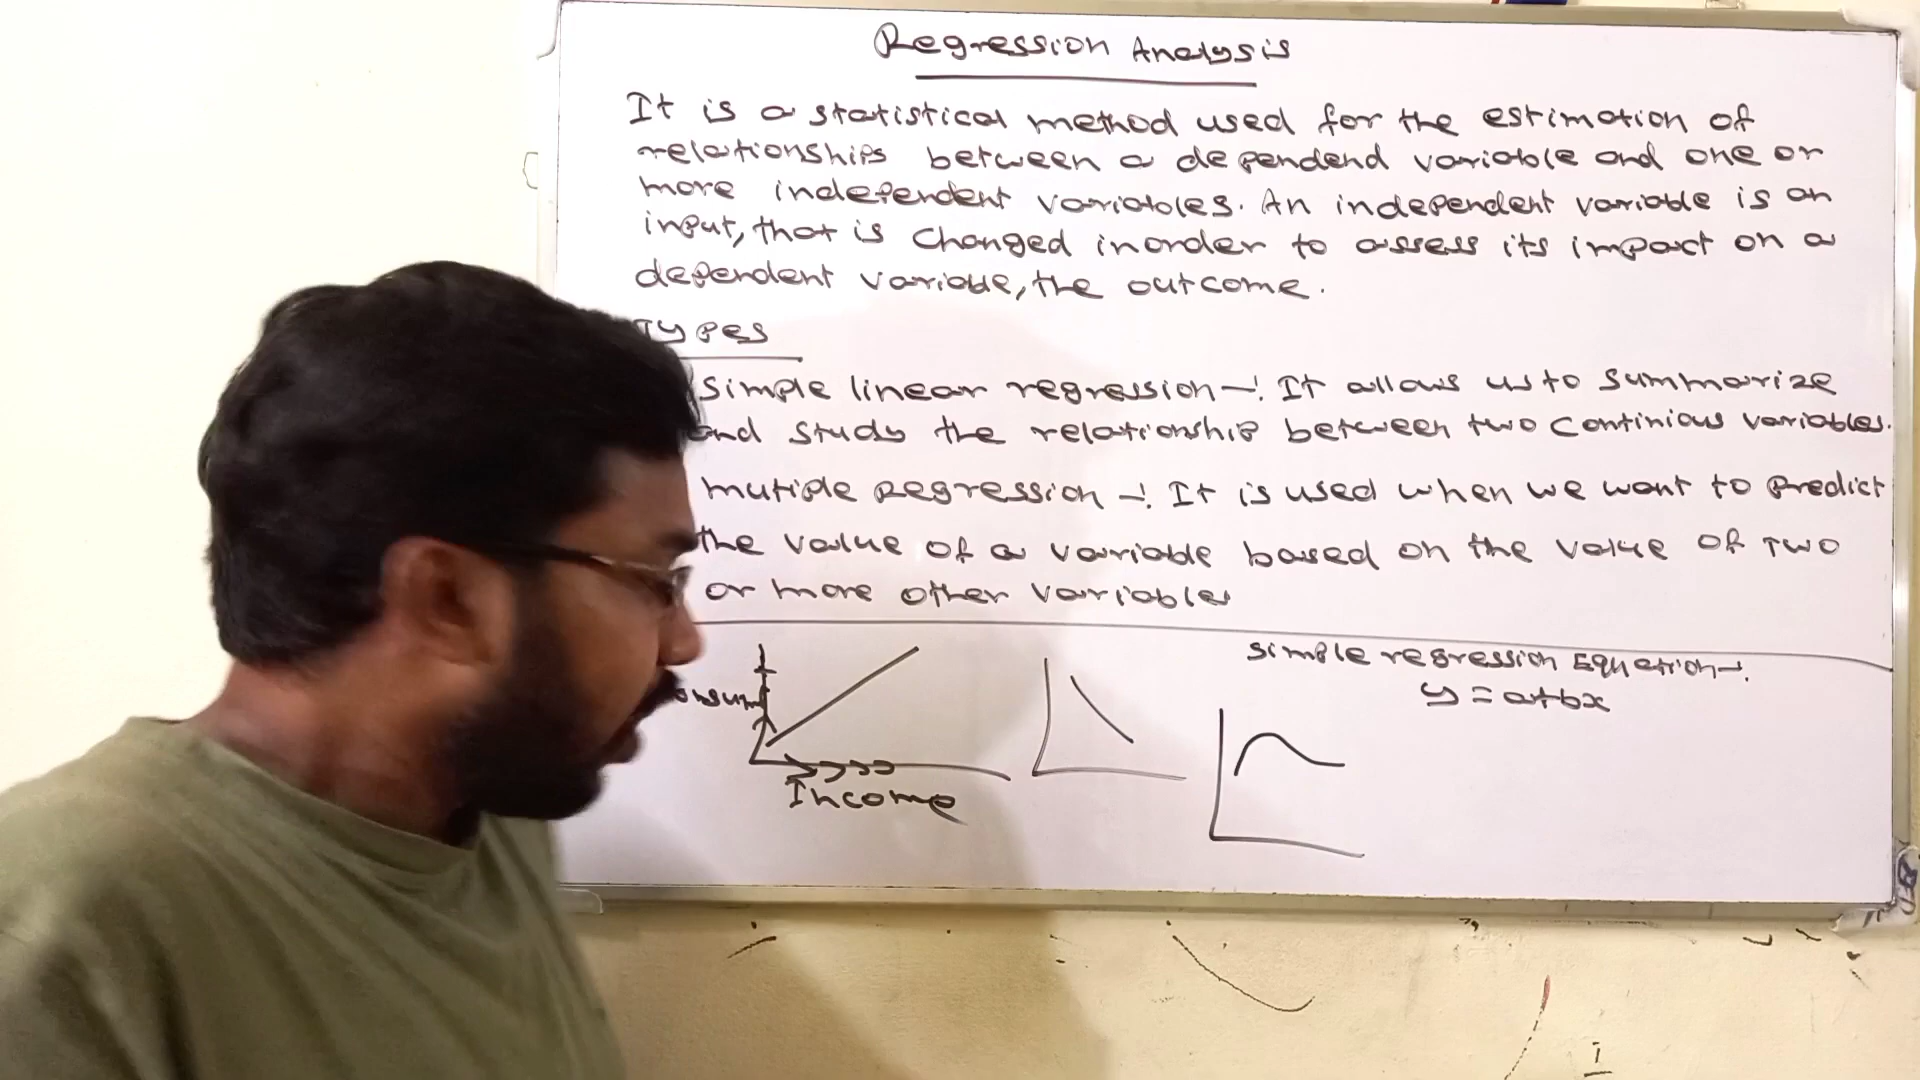 Regression Analysis
It is a statistical method used for the estimation of
relationships between a dependend variable and one or
more independent variables. An independent variable is an
input, that is changed inorder to assess its impact on a
dependent variable, the outcome.
Types
Simple linear regression -: It allows us to summarize
and study the relationship between two continious variables.
mutiple Regression -: It is used when we want to predict
the value of a variable based on the value of two
or more other variables
simple regression Equation -:
y = a+bx
Income